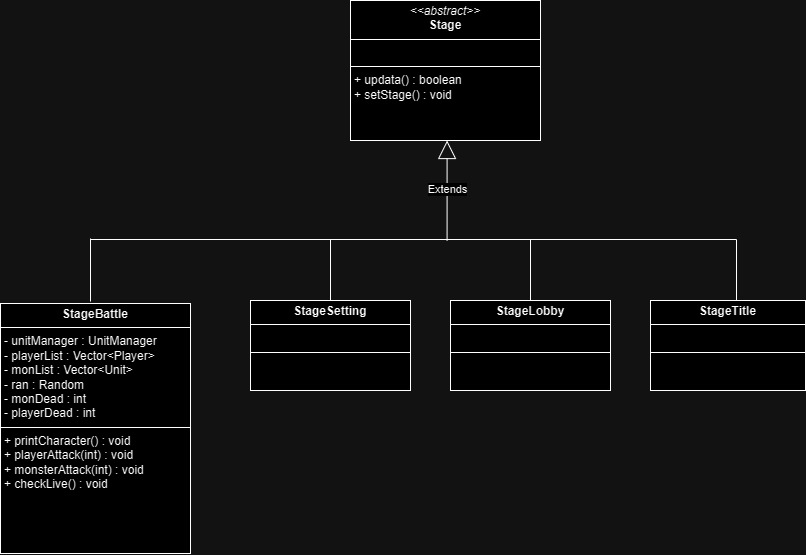 <<abstract>>
Stage
+ updata() : boolean
+ setStage() : void
Extends
StageBattle
- unitManager : UnitManager
- playerList : Vector<Player>
- monList : Vector<Unit>
- ran : Random
- monDead : int
- playerDead : int
+ printCharacter() : void
+ playerAttack(int) : void
+ monsterAttack(int) : void
+ checkLive() : void
StageSetting
StageLobby
StageTitle